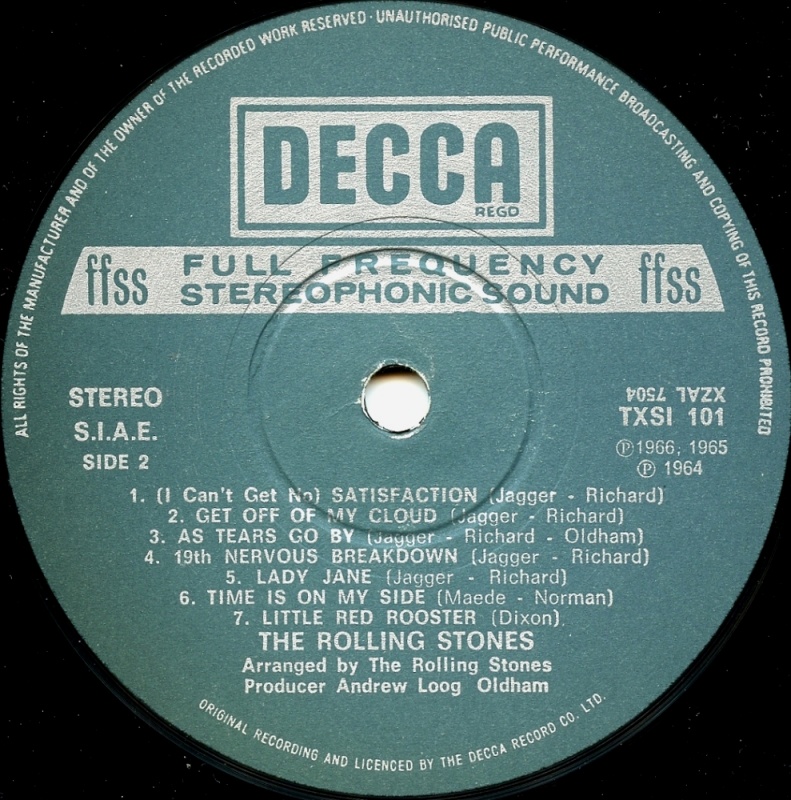 ALL RIGHTS OF THE MANUFACTURER AND OF THE OWNER OF THE RECORDED WORK RESERVED · UNAUTHORISED PUBLIC PERFORMANCE BROADCASTING AND COPYING OF THIS RECORD PROHIBITED
DECCA
REGD
ffss FULL FREQUENCY ffss
STEREOPHONIC SOUND
STEREO
S.I.A.E.
SIDE 2
XZAL 7504
TXSI 101
Ⓟ1966, 1965
Ⓟ 1964
1. (I Can't Get No) SATISFACTION (Jagger - Richard)
2. GET OFF OF MY CLOUD (Jagger - Richard)
3. AS TEARS GO BY (Jagger - Richard - Oldham)
4. 19th NERVOUS BREAKDOWN (Jagger - Richard)
5. LADY JANE (Jagger - Richard)
6. TIME IS ON MY SIDE (Maede - Norman)
7. LITTLE RED ROOSTER (Dixon)
THE ROLLING STONES
Arranged by The Rolling Stones
Producer Andrew Loog Oldham
ORIGINAL RECORDING AND LICENCED BY THE DECCA RECORD CO. LTD.